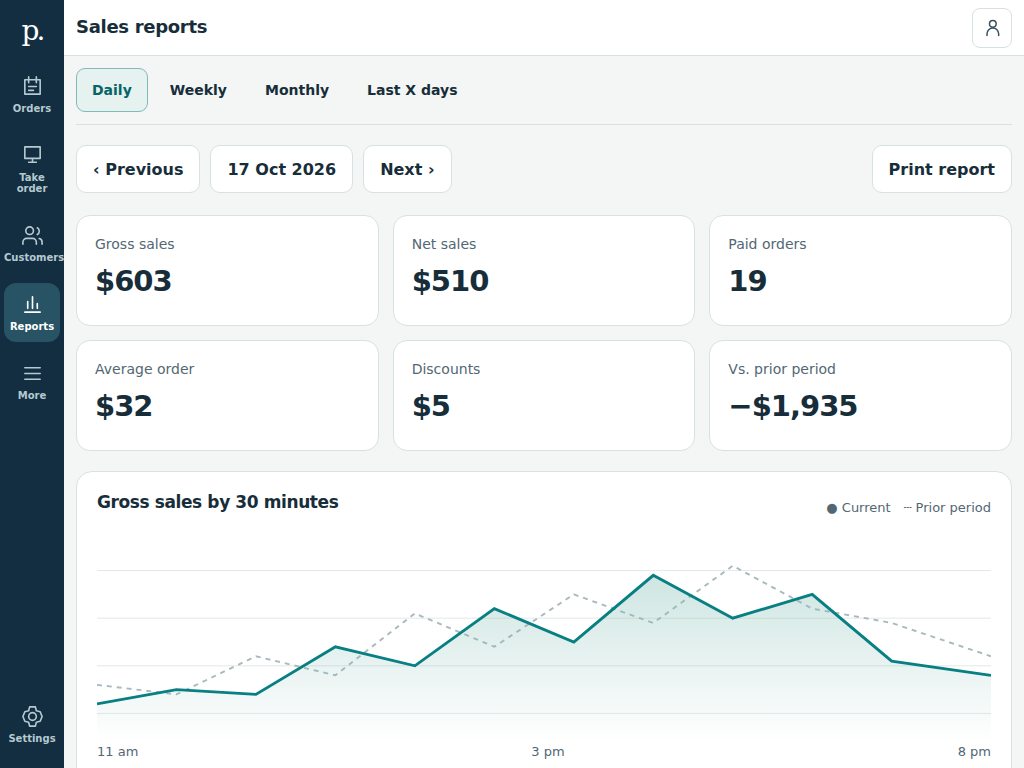 p.
Sales reports
Orders
Take
order
Customers
Reports
More
Settings
Daily Weekly Monthly Last X days
‹ Previous 17 Oct 2026 Next › Print report
Gross sales Net sales Paid orders
$603 $510 19
Average order Discounts Vs. prior period
$32 $5 −$1,935
Gross sales by 30 minutes
● Current ┄ Prior period
11 am 3 pm 8 pm